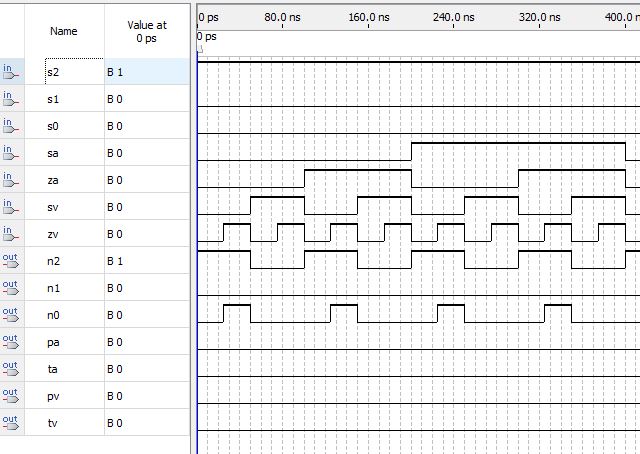 Name Value at 0 ps
0 ps 80.0 ns 160.0 ns 240.0 ns 320.0 ns 400.0
0 ps
in s2 B 1
in s1 B 0
in s0 B 0
in sa B 0
in za B 0
in sv B 0
in zv B 0
out n2 B 1
out n1 B 0
out n0 B 0
out pa B 0
out ta B 0
out pv B 0
out tv B 0